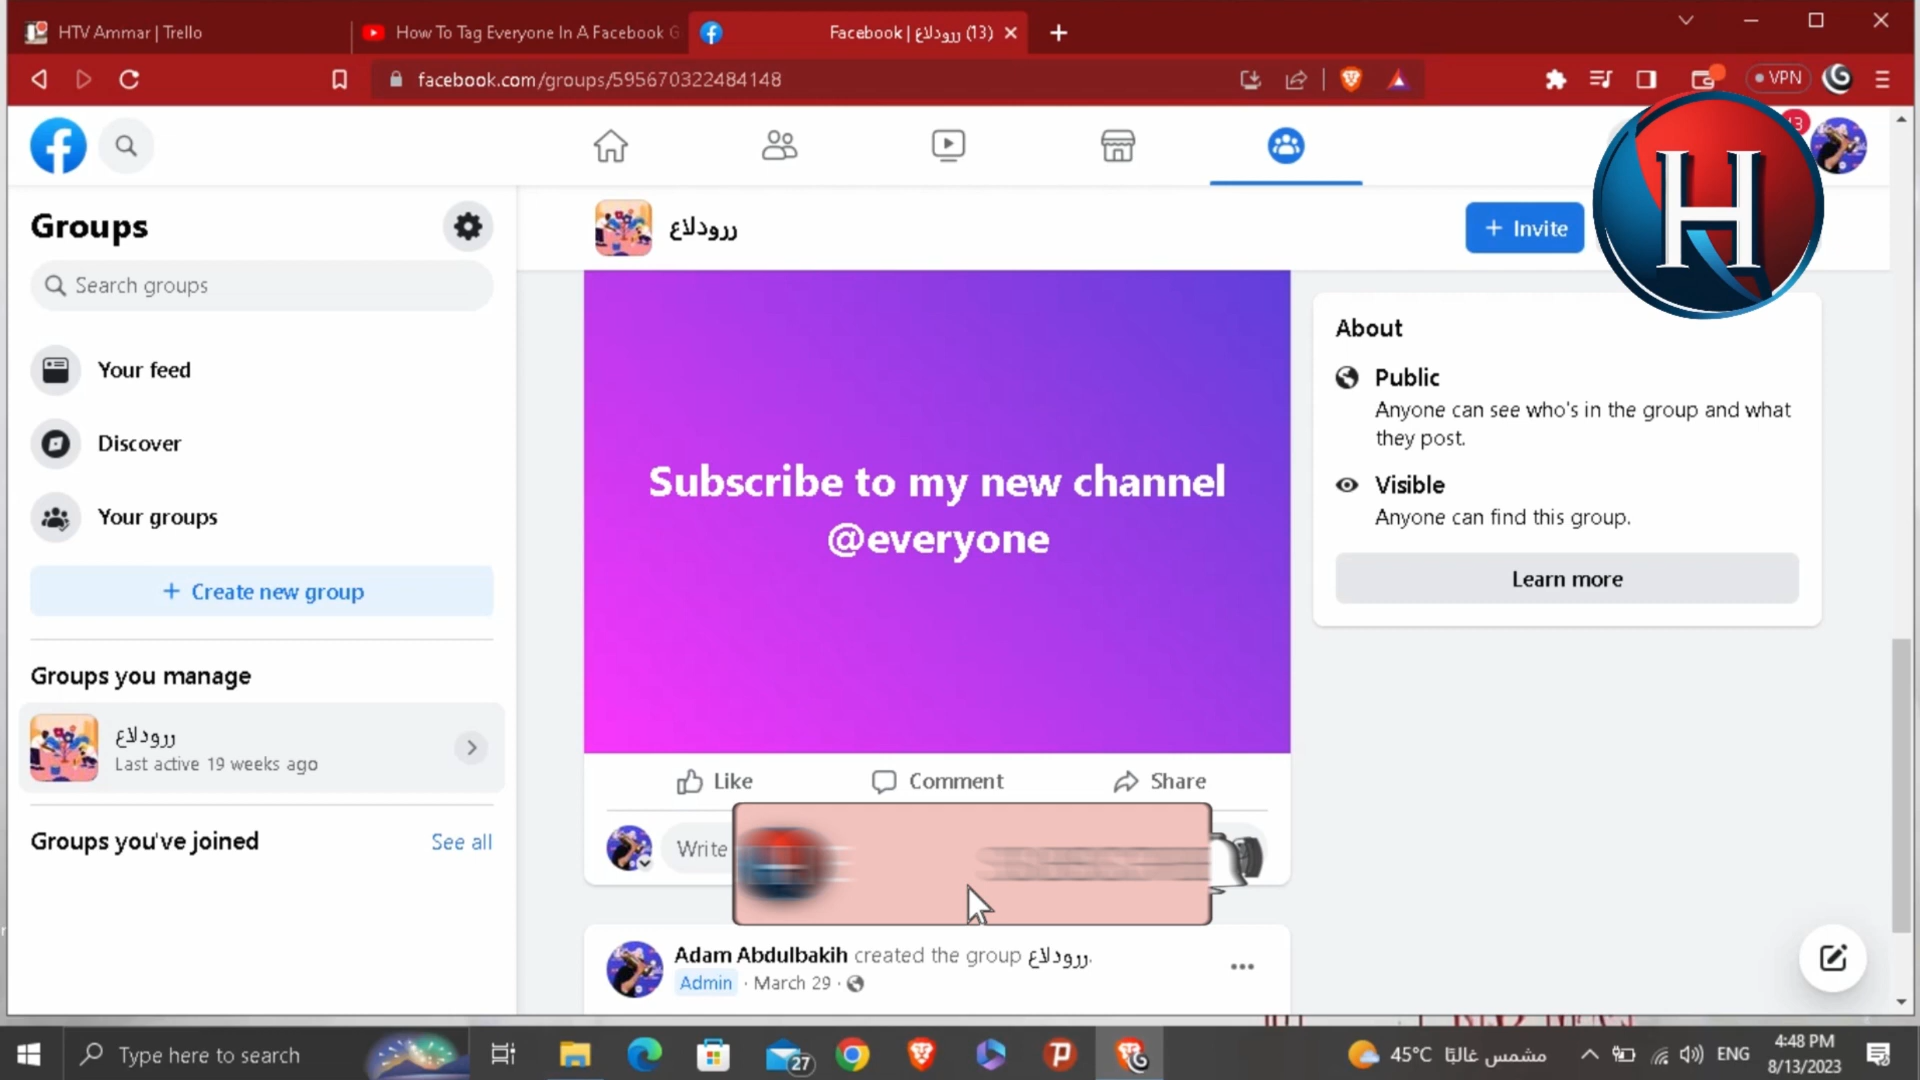 HTV Ammar | Trello
How To Tag Everyone In A Facebook G
Facebook | ررودلاع (13)
facebook.com/groups/595670322484148
VPN
H
Groups
ررودلاع
+ Invite
Search groups
Your feed
Discover
Your groups
+ Create new group
Groups you manage
ررودلاع
Last active 19 weeks ago
Groups you've joined
See all
Subscribe to my new channel
@everyone
Like
Comment
Share
Write
Adam Abdulbakih created the group ررودلاع.
Admin · March 29 ·
About
Public
Anyone can see who's in the group and what
they post.
Visible
Anyone can find this group.
Learn more
Type here to search
27
45°C مشمس غالبًا
ENG
4:48 PM
8/13/2023